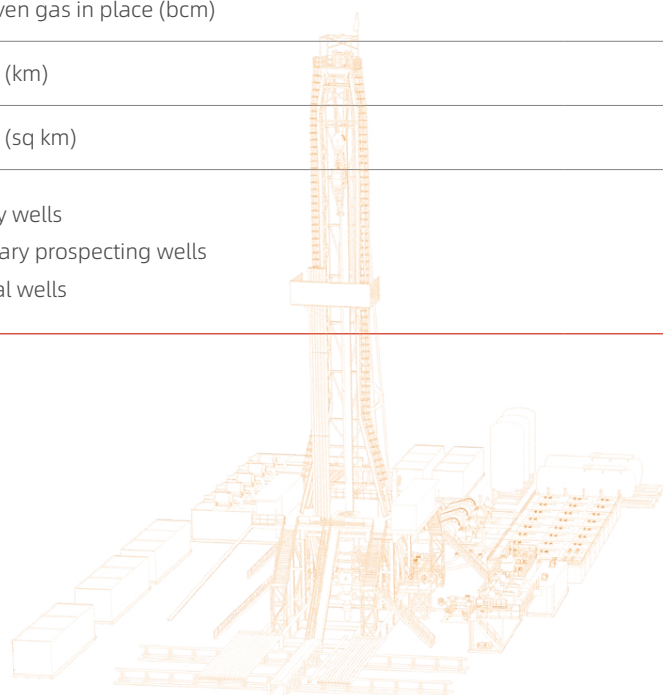 ven gas in place (bcm)
(km)
(sq km)
y wells
ary prospecting wells
al wells